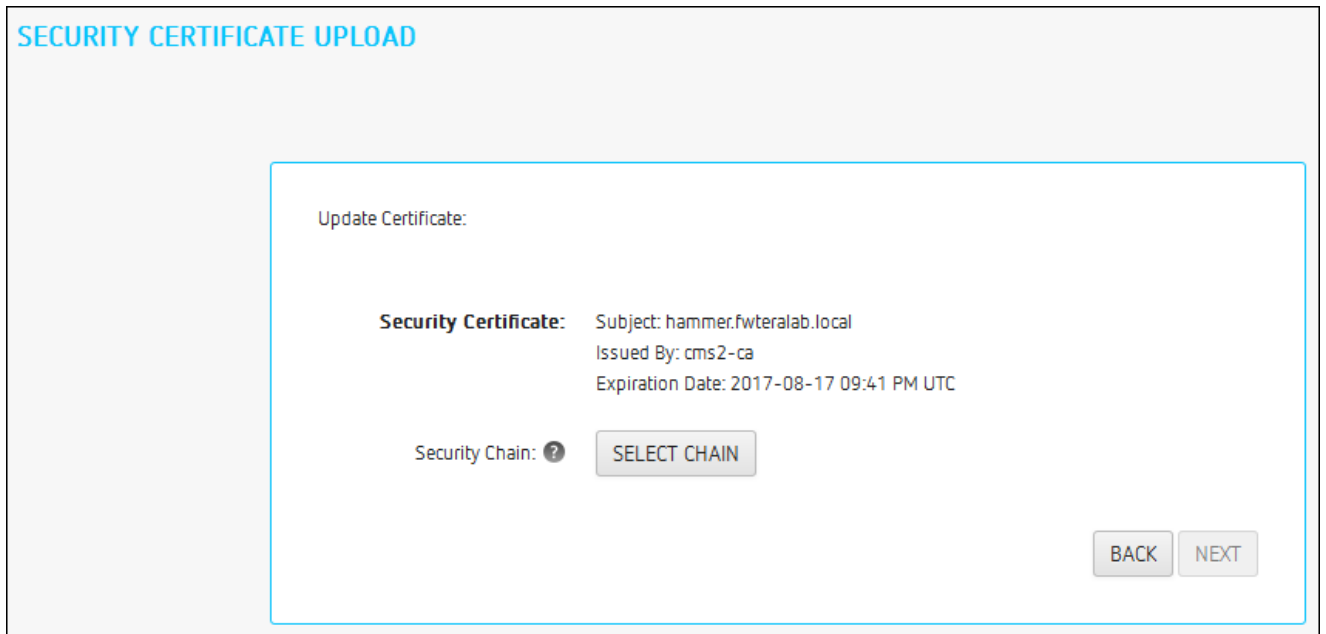 SECURITY CERTIFICATE UPLOAD
Update Certificate:
Security Certificate: Subject: hammer.fwteralab.local
Issued By: cms2-ca
Expiration Date: 2017-08-17 09:41 PM UTC
Security Chain: ? SELECT CHAIN
BACK NEXT